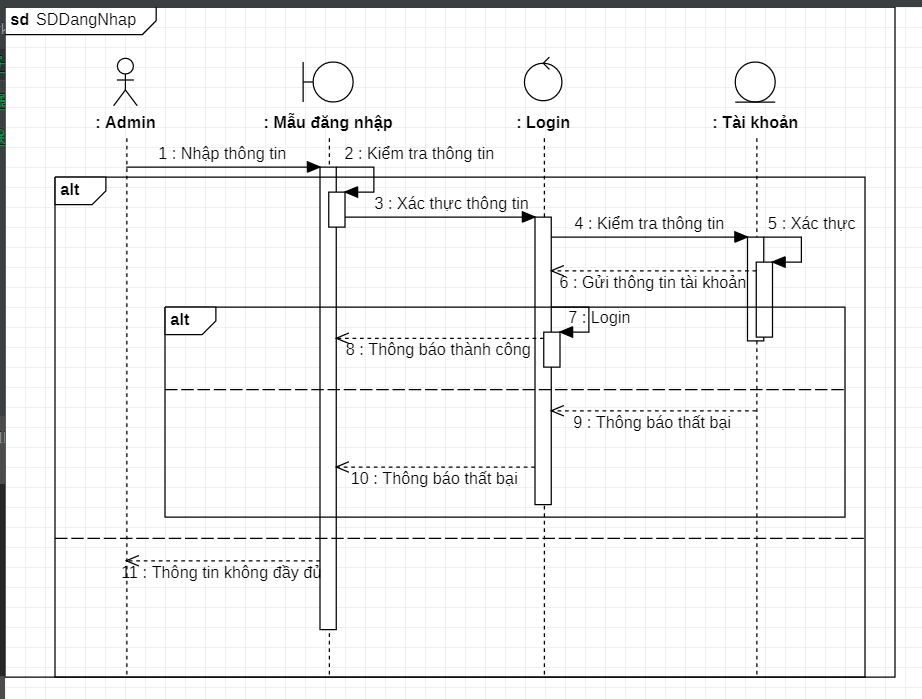 sd SDDangNhap
: Admin
: Mẫu đăng nhập
: Login
: Tài khoản
1 : Nhập thông tin
2 : Kiểm tra thông tin
alt
3 : Xác thực thông tin
4 : Kiểm tra thông tin
5 : Xác thực
6 : Gửi thông tin tài khoản
alt
7 : Login
8 : Thông báo thành công
9 : Thông báo thất bại
10 : Thông báo thất bại
11 : Thông tin không đầy đủ